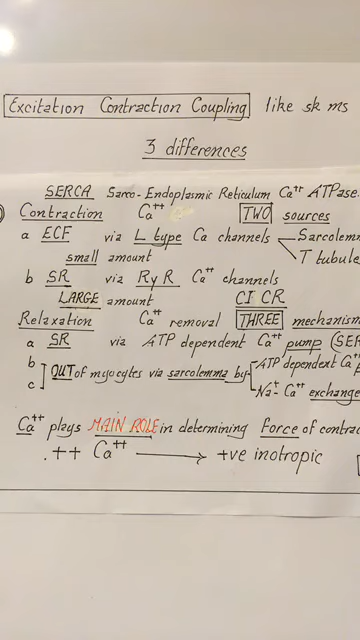 Excitation Contraction Coupling like sk ms
3 differences
SERCA Sarco-Endoplasmic Reticulum Ca++ ATPase.
Contraction Ca++ TWO sources
a ECF via L type Ca channels Sarcolemm
small amount T tubule
b SR via RyR Ca++ channels
LARGE amount CICR
Relaxation Ca++ removal THREE mechanism
a SR via ATP dependent Ca++ pump (SER
b ATP dependent Ca++ p
c OUT of myocytes via sarcolemma by Na+ Ca++ exchange
Ca++ plays MAIN ROLE in determining Force of contrac
.++ Ca++ → +ve inotropic